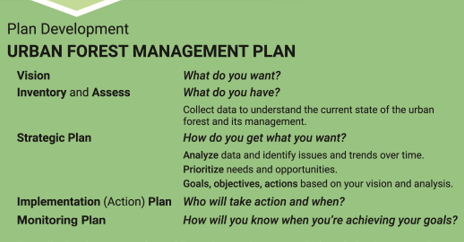 Plan Development
URBAN FOREST MANAGEMENT PLAN
Vision What do you want?
Inventory and Assess What do you have?
Collect data to understand the current state of the urban
forest and its management.
Strategic Plan How do you get what you want?
Analyze data and identify issues and trends over time.
Prioritize needs and opportunities.
Goals, objectives, actions based on your vision and analysis.
Implementation (Action) Plan Who will take action and when?
Monitoring Plan How will you know when you're achieving your goals?